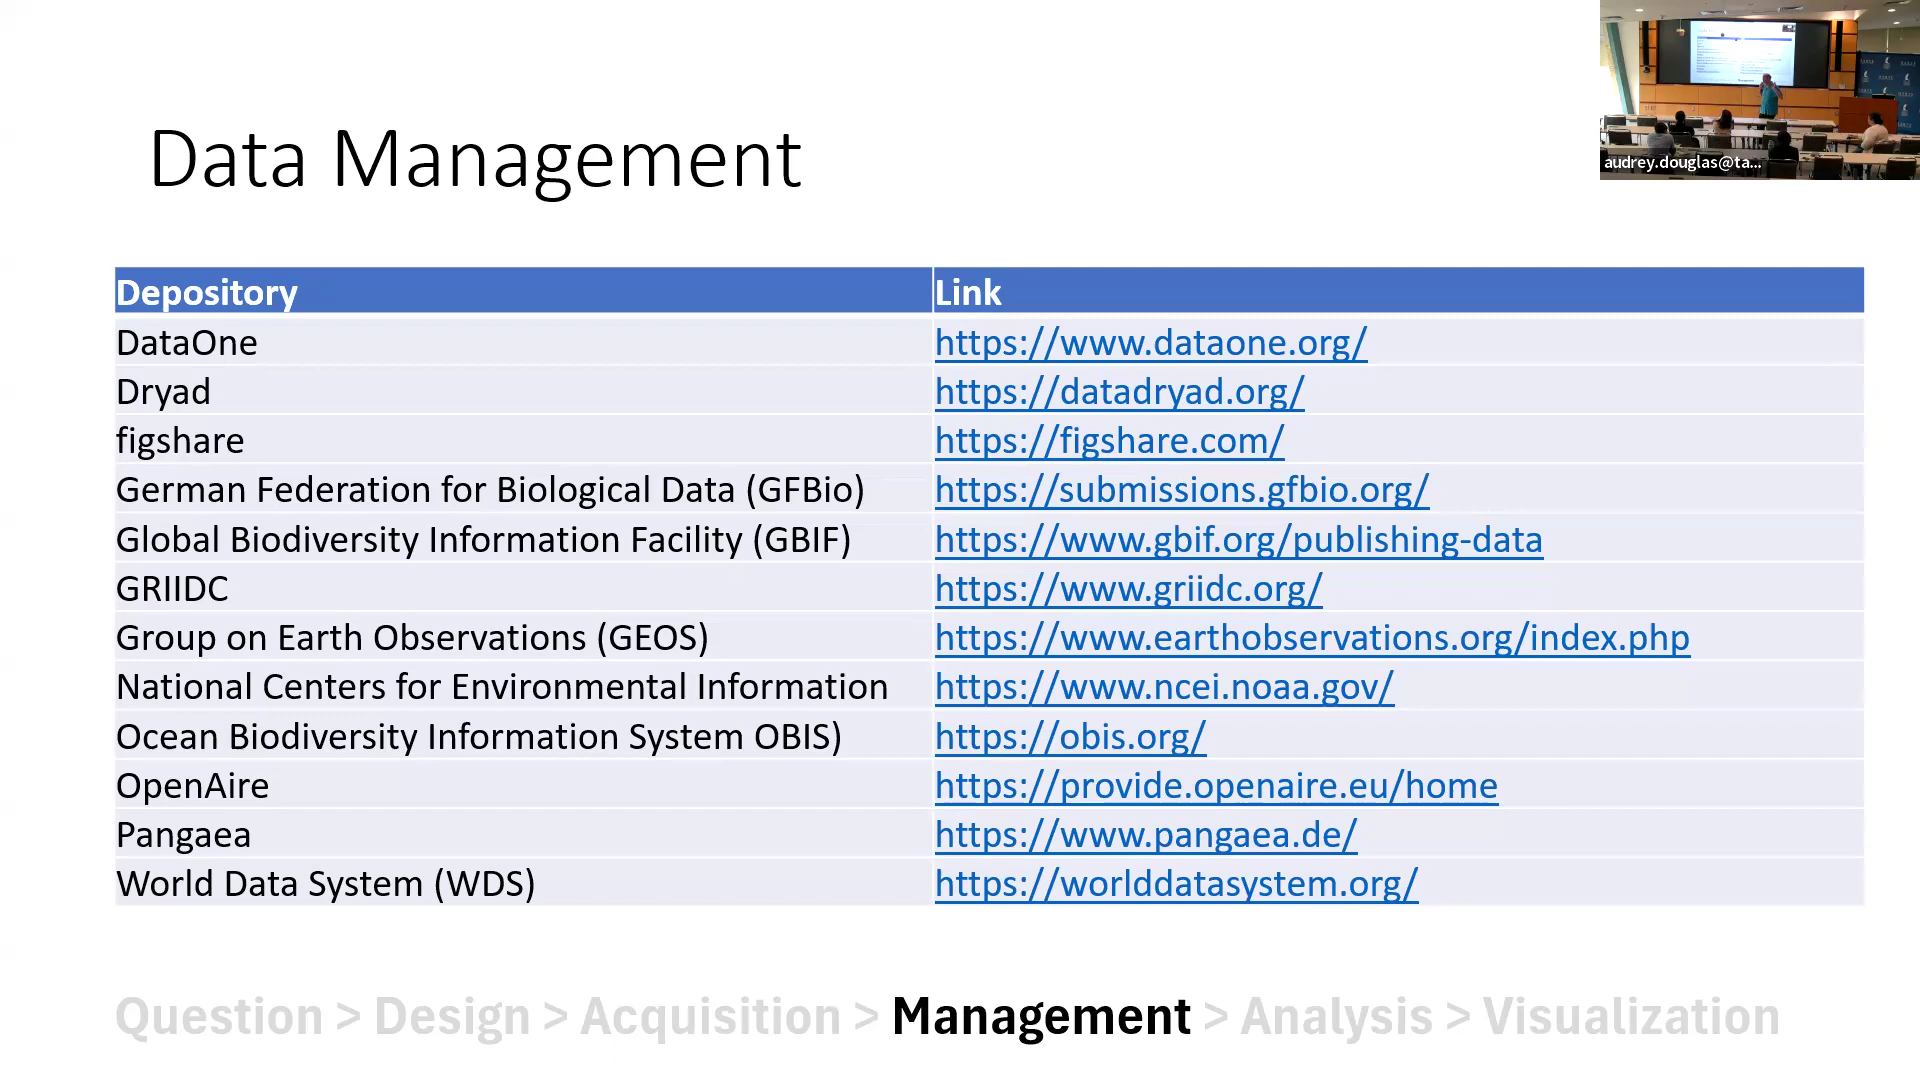 Data Management
audrey.douglas@ta...
Depository Link
DataOne https://www.dataone.org/
Dryad https://datadryad.org/
figshare https://figshare.com/
German Federation for Biological Data (GFBio) https://submissions.gfbio.org/
Global Biodiversity Information Facility (GBIF) https://www.gbif.org/publishing-data
GRIIDC https://www.griidc.org/
Group on Earth Observations (GEOS) https://www.earthobservations.org/index.php
National Centers for Environmental Information https://www.ncei.noaa.gov/
Ocean Biodiversity Information System OBIS) https://obis.org/
OpenAire https://provide.openaire.eu/home
Pangaea https://www.pangaea.de/
World Data System (WDS) https://worlddatasystem.org/
Question > Design > Acquisition > Management > Analysis > Visualization